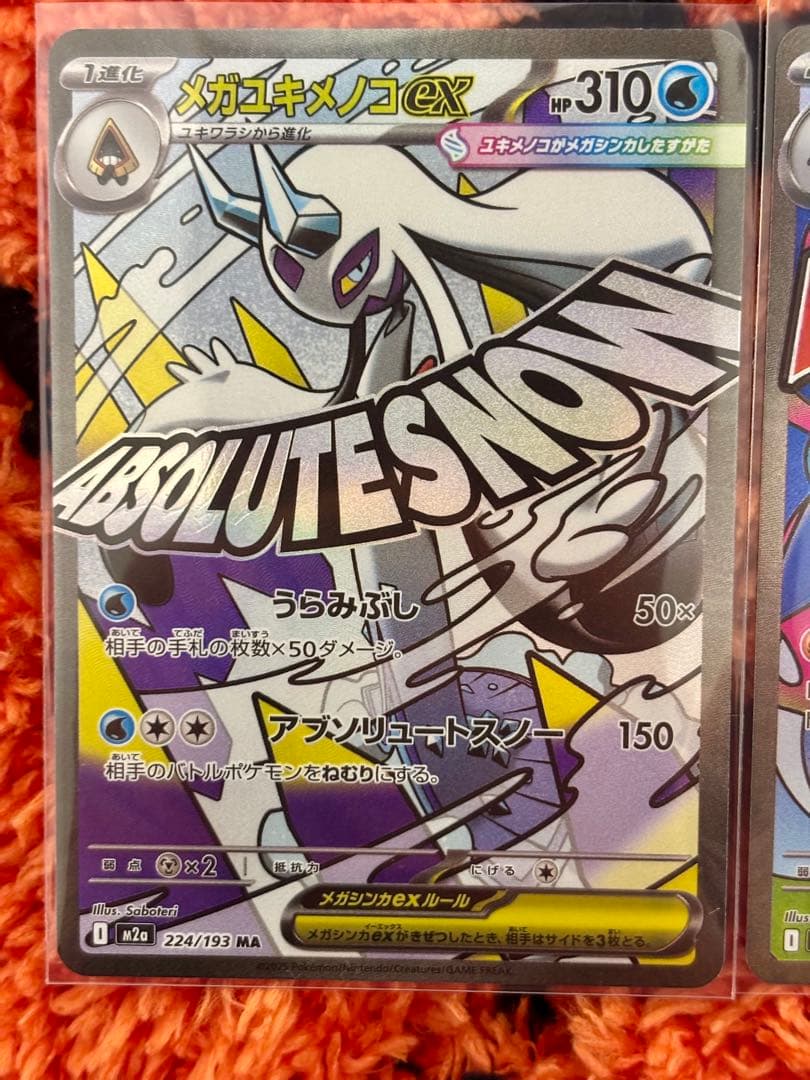 1進化
メガユキメノコex
HP310
ユキワラシから進化
ユキメノコがメガシンカしたすがた
ABSOLUTE SNOW
うらみぶし 50×
相手の手札の枚数×50ダメージ。
アブソリュートスノー 150
相手のバトルポケモンをねむりにする。
弱点 ×2 抵抗力 にげる
メガシンカexルール
メガシンカexがきぜつしたとき、相手はサイドを3枚とる。
Illus. Saboteri
I m2a 224/193 MA
©2025 Pokémon/Nintendo/Creatures/GAME FREAK.
Illus
I